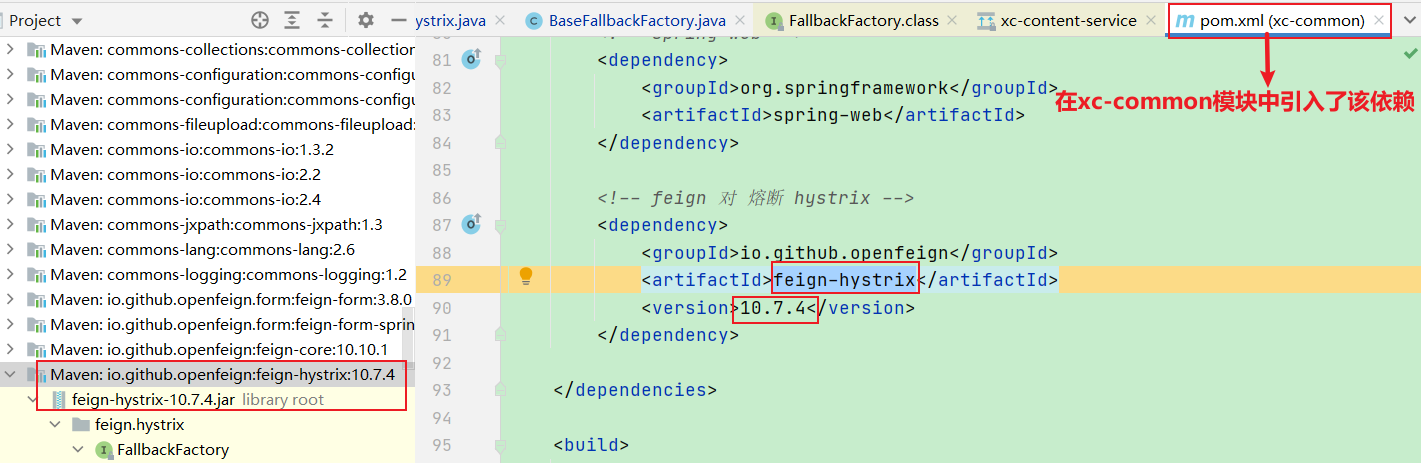 Project
ystrix.java
BaseFallbackFactory.java
FallbackFactory.class
xc-content-service
pom.xml (xc-common)
Maven: commons-collections:commons-collection
Maven: commons-configuration:commons-configu
Maven: commons-configuration:commons-configu
Maven: commons-fileupload:commons-fileupload:
Maven: commons-io:commons-io:1.3.2
Maven: commons-io:commons-io:2.2
Maven: commons-io:commons-io:2.4
Maven: commons-jxpath:commons-jxpath:1.3
Maven: commons-lang:commons-lang:2.6
Maven: commons-logging:commons-logging:1.2
Maven: io.github.openfeign.form:feign-form:3.8.0
Maven: io.github.openfeign.form:feign-form-sprin
Maven: io.github.openfeign:feign-core:10.10.1
Maven: io.github.openfeign:feign-hystrix:10.7.4
feign-hystrix-10.7.4.jar library root
feign.hystrix
FallbackFactory
81 <dependency>
82 <groupId>org.springframework</groupId>
83 <artifactId>spring-web</artifactId>
84 </dependency>
85
86 <!-- feign 对 熔断 hystrix -->
87 <dependency>
88 <groupId>io.github.openfeign</groupId>
89 <artifactId>feign-hystrix</artifactId>
90 <version>10.7.4</version>
91 </dependency>
92
93 </dependencies>
94
95 <build>
在xc-common模块中引入了该依赖